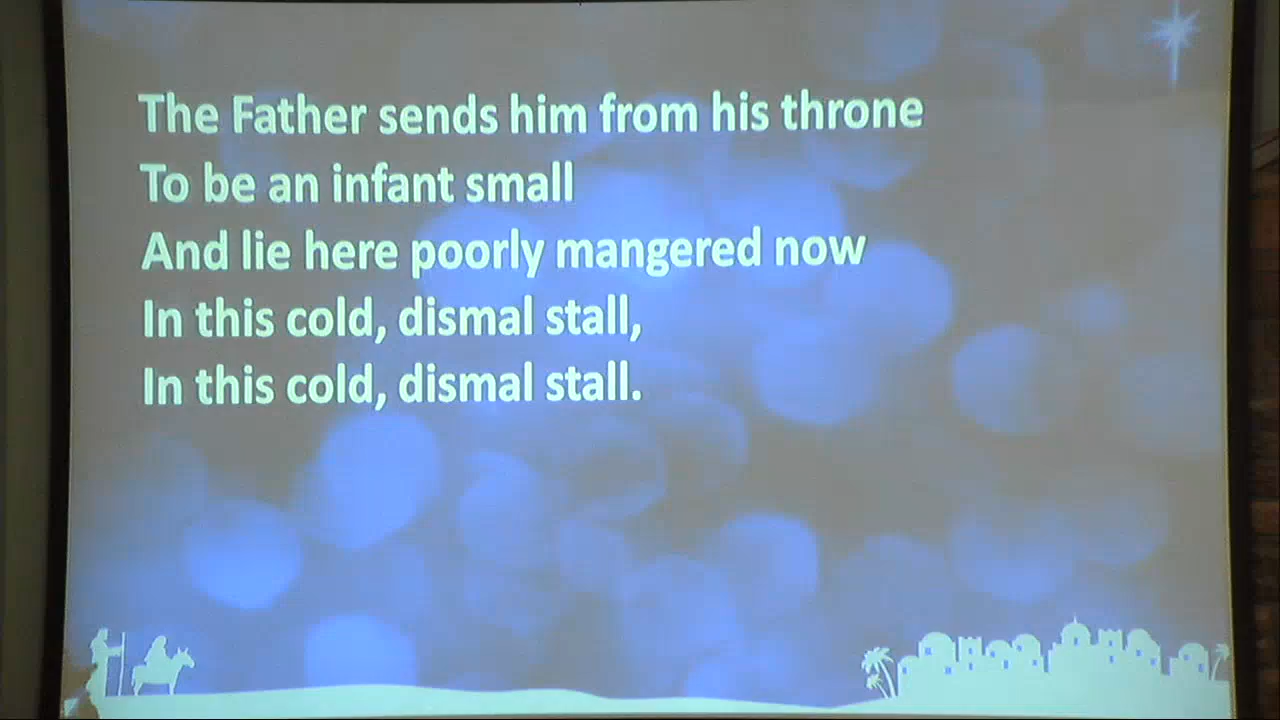 The Father sends him from his throne
To be an infant small
And lie here poorly mangered now
In this cold, dismal stall,
In this cold, dismal stall.